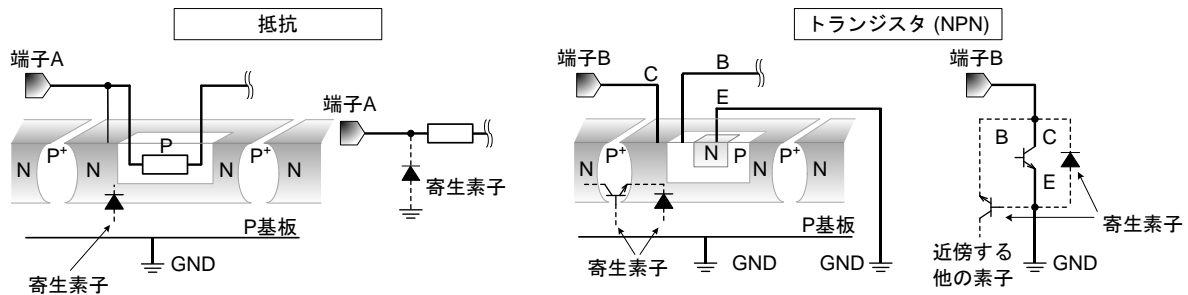 抵抗
トランジスタ (NPN)
端子A
N
P+
N
P
N
P+
N
P基板
寄生素子
GND
端子A
寄生素子
端子B
C
B
E
N
P+
N
N
P
N
P+
N
P基板
寄生素子
GND
GND
端子B
B
C
E
寄生素子
近傍する
他の素子
GND